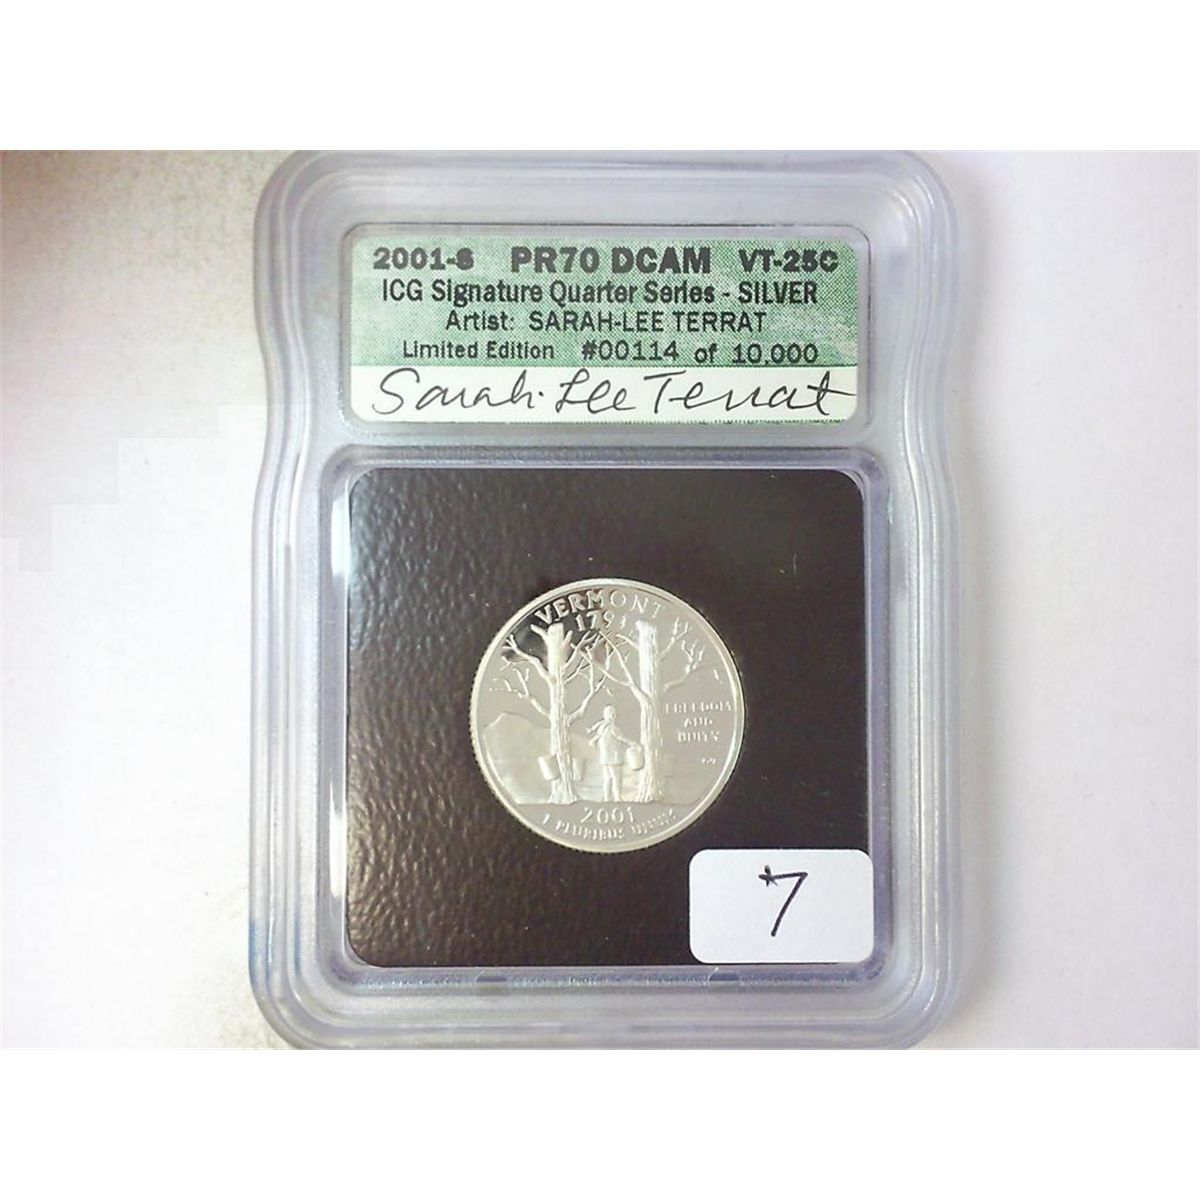 2001-S PR70 DCAM VT-25C
ICG Signature Quarter Series - SILVER
Artist: SARAH-LEE TERRAT
Limited Edition #00114 of 10,000
Sarah-Lee Terrat
VERMONT
1791
FREEDOM
AND
UNITY
2001
E PLURIBUS UNUM
7